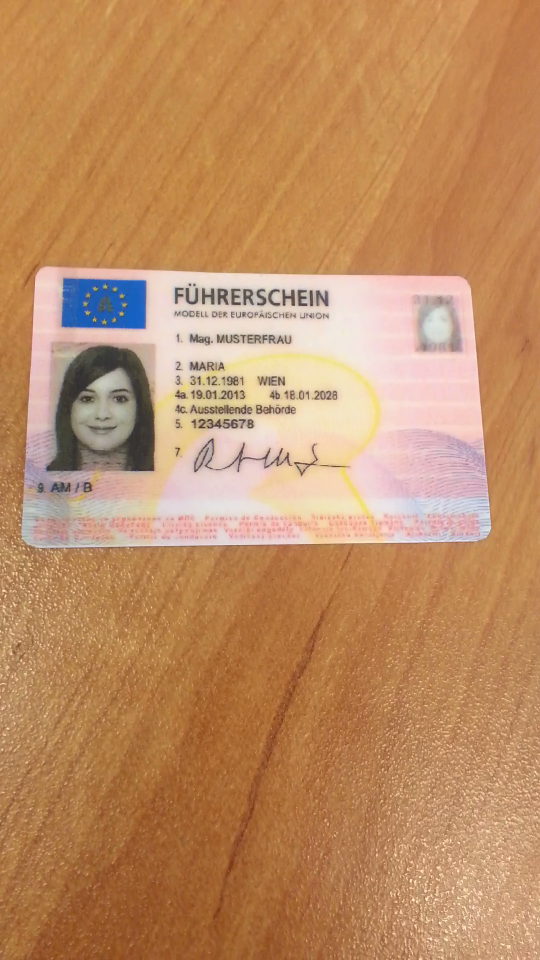 FÜHRERSCHEIN
MODELL DER EUROPÄISCHEN UNION
1. Mag. MUSTERFRAU
2. MARIA
3. 31.12.1981 WIEN
4a. 19.01.2013 4b 18.01.2028
4c. Ausstellende Behörde
5. 12345678
7.
9. AM / B